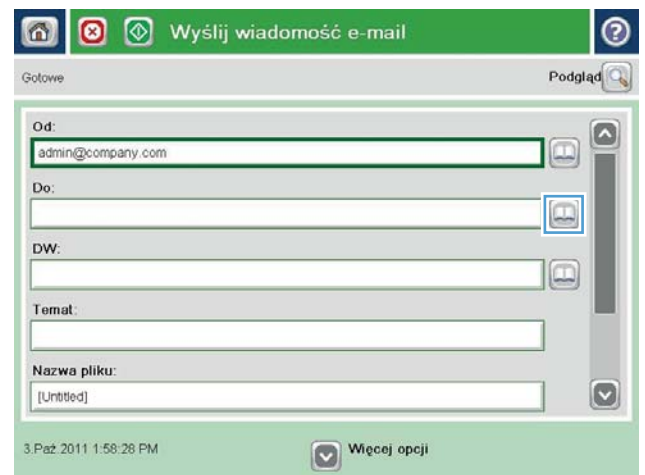 Wyślij wiadomość e-mail
Gotowe
Podgląd
Od:
admin@company.com
Do:
DW:
Temat:
Nazwa pliku:
[Untitled]
3.Paź.2011 1:58:28 PM
Więcej opcji